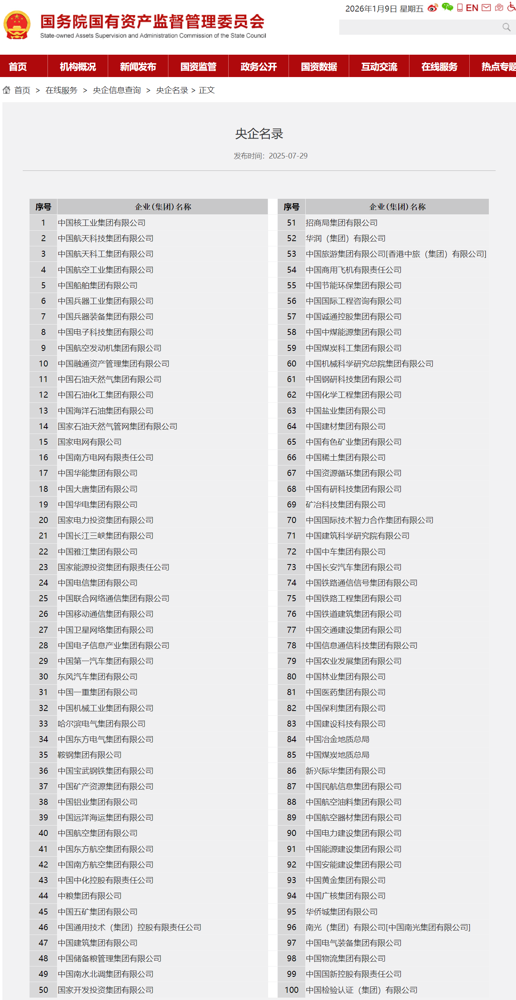 2026年1月9日 星期五
EN
国务院国有资产监督管理委员会
State-owned Assets Supervision and Administration Commission of the State Council
首页 机构概况 新闻发布 国资监管 政务公开 国资数据 互动交流 在线服务 热点专题
首页 > 在线服务 > 央企信息查询 > 央企名录 > 正文
央企名录
发布时间：2025-07-29
序号 企业(集团)名称 序号 企业(集团)名称
1 中国核工业集团有限公司 51 招商局集团有限公司
2 中国航天科技集团有限公司 52 华润（集团）有限公司
3 中国航天科工集团有限公司 53 中国旅游集团有限公司[香港中旅（集团）有限公司]
4 中国航空工业集团有限公司 54 中国商用飞机有限责任公司
5 中国船舶集团有限公司 55 中国节能环保集团有限公司
6 中国兵器工业集团有限公司 56 中国国际工程咨询有限公司
7 中国兵器装备集团有限公司 57 中国诚通控股集团有限公司
8 中国电子科技集团有限公司 58 中国中煤能源集团有限公司
9 中国航空发动机集团有限公司 59 中国煤炭科工集团有限公司
10 中国融通资产管理集团有限公司 60 中国机械科学研究总院集团有限公司
11 中国石油天然气集团有限公司 61 中国钢研科技集团有限公司
12 中国石油化工集团有限公司 62 中国化学工程集团有限公司
13 中国海洋石油集团有限公司 63 中国盐业集团有限公司
14 国家石油天然气管网集团有限公司 64 中国建材集团有限公司
15 国家电网有限公司 65 中国有色矿业集团有限公司
16 中国南方电网有限责任公司 66 中国稀土集团有限公司
17 中国华能集团有限公司 67 中国资源循环集团有限公司
18 中国大唐集团有限公司 68 中国有研科技集团有限公司
19 中国华电集团有限公司 69 矿冶科技集团有限公司
20 国家电力投资集团有限公司 70 中国国际技术智力合作集团有限公司
21 中国长江三峡集团有限公司 71 中国建筑科学研究院有限公司
22 中国雅江集团有限公司 72 中国中车集团有限公司
23 国家能源投资集团有限责任公司 73 中国长安汽车集团有限公司
24 中国电信集团有限公司 74 中国铁路通信信号集团有限公司
25 中国联合网络通信集团有限公司 75 中国铁路工程集团有限公司
26 中国移动通信集团有限公司 76 中国铁道建筑集团有限公司
27 中国卫星网络集团有限公司 77 中国交通建设集团有限公司
28 中国电子信息产业集团有限公司 78 中国信息通信科技集团有限公司
29 中国第一汽车集团有限公司 79 中国农业发展集团有限公司
30 东风汽车集团有限公司 80 中国林业集团有限公司
31 中国一重集团有限公司 81 中国医药集团有限公司
32 中国机械工业集团有限公司 82 中国保利集团有限公司
33 哈尔滨电气集团有限公司 83 中国建设科技有限公司
34 中国东方电气集团有限公司 84 中国冶金地质总局
35 鞍钢集团有限公司 85 中国煤炭地质总局
36 中国宝武钢铁集团有限公司 86 新兴际华集团有限公司
37 中国矿产资源集团有限公司 87 中国民航信息集团有限公司
38 中国铝业集团有限公司 88 中国航空油料集团有限公司
39 中国远洋海运集团有限公司 89 中国航空器材集团有限公司
40 中国航空集团有限公司 90 中国电力建设集团有限公司
41 中国东方航空集团有限公司 91 中国能源建设集团有限公司
42 中国南方航空集团有限公司 92 中国安能建设集团有限公司
43 中国中化控股有限责任公司 93 中国黄金集团有限公司
44 中粮集团有限公司 94 中国广核集团有限公司
45 中国五矿集团有限公司 95 华侨城集团有限公司
46 中国通用技术（集团）控股有限责任公司 96 南光（集团）有限公司[中国南光集团有限公司]
47 中国建筑集团有限公司 97 中国电气装备集团有限公司
48 中国储备粮管理集团有限公司 98 中国物流集团有限公司
49 中国南水北调集团有限公司 99 中国国新控股有限责任公司
50 国家开发投资集团有限公司 100 中国检验认证（集团）有限公司